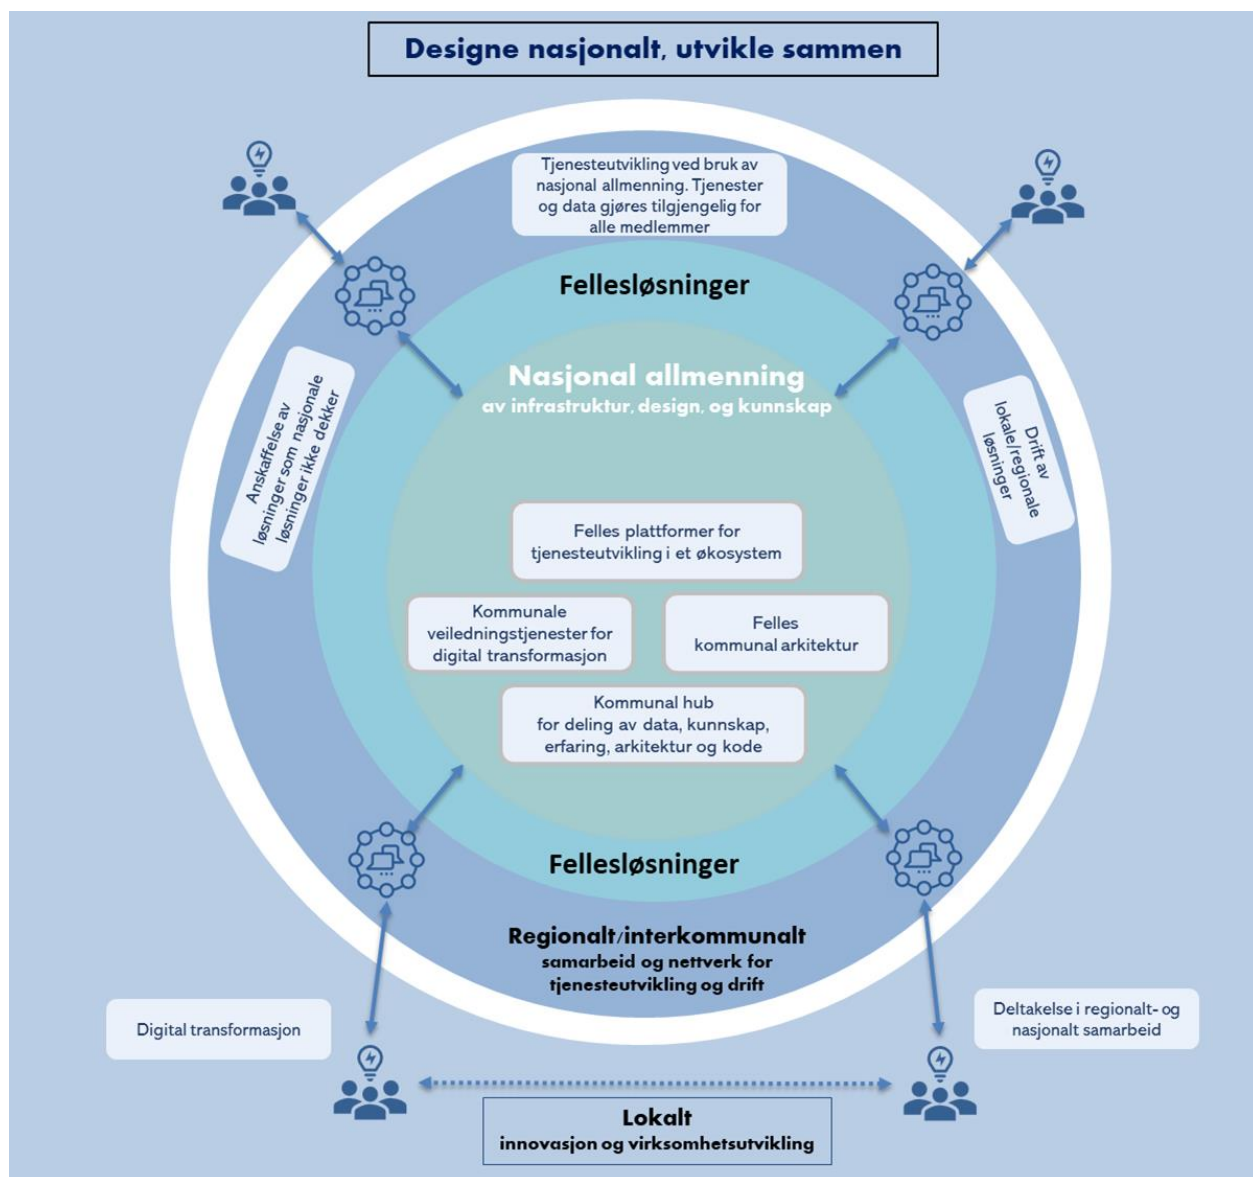 Designe nasjonalt, utvikle sammen
Tjenesteutvikling ved bruk av
nasjonal allmenning. Tjenester
og data gjøres tilgjengelig for
alle medlemmer
Fellesløsninger
Nasjonal allmenning
av infrastruktur, design, og kunnskap
Anskaffelse av
løsninger som nasjonale
løsninger ikke dekker
Drift av
lokale/regionale
løsninger
Felles plattformer for
tjenesteutvikling i et økosystem
Kommunale
veiledningstjenester for
digital transformasjon
Felles
kommunal arkitektur
Kommunal hub
for deling av data, kunnskap,
erfaring, arkitektur og kode
Fellesløsninger
Regionalt/interkommunalt
samarbeid og nettverk for
tjenesteutvikling og drift
Digital transformasjon
Deltakelse i regionalt- og
nasjonalt samarbeid
Lokalt
innovasjon og virksomhetsutvikling